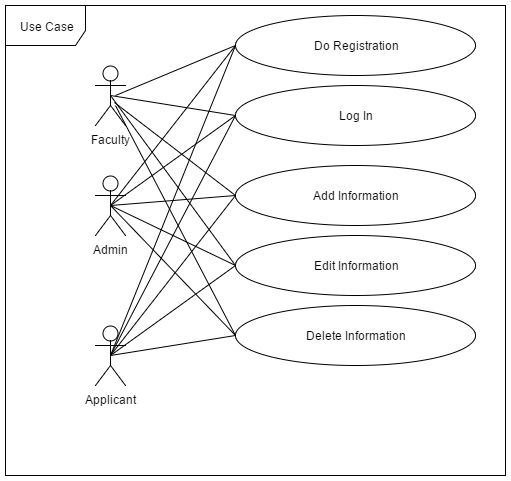 Use Case
Do Registration
Log In
Faculty
Add Information
Admin
Edit Information
Delete Information
Applicant